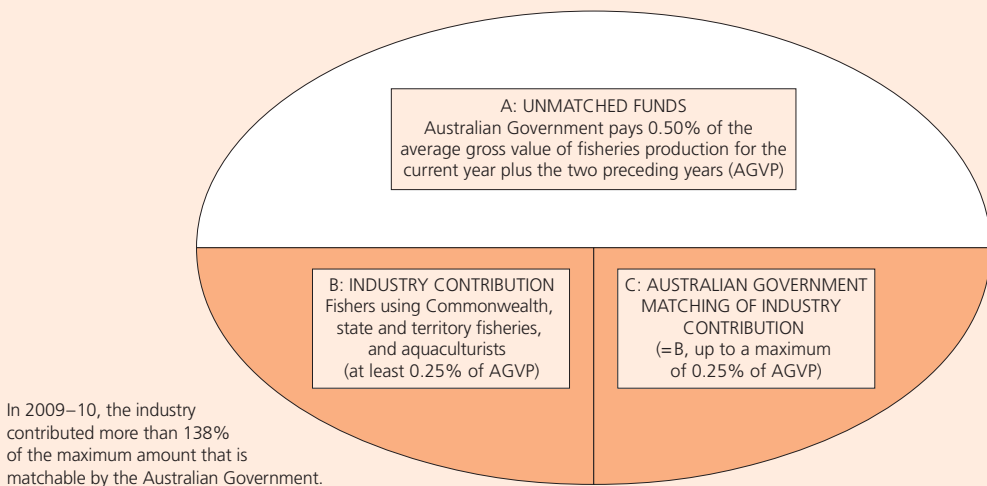 A: UNMATCHED FUNDS
Australian Government pays 0.50% of the
average gross value of fisheries production for the
current year plus the two preceding years (AGVP)
B: INDUSTRY CONTRIBUTION
Fishers using Commonwealth,
state and territory fisheries,
and aquaculturists
(at least 0.25% of AGVP)
C: AUSTRALIAN GOVERNMENT
MATCHING OF INDUSTRY
CONTRIBUTION
(=B, up to a maximum
of 0.25% of AGVP)
In 2009–10, the industry
contributed more than 138%
of the maximum amount that is
matchable by the Australian Government.